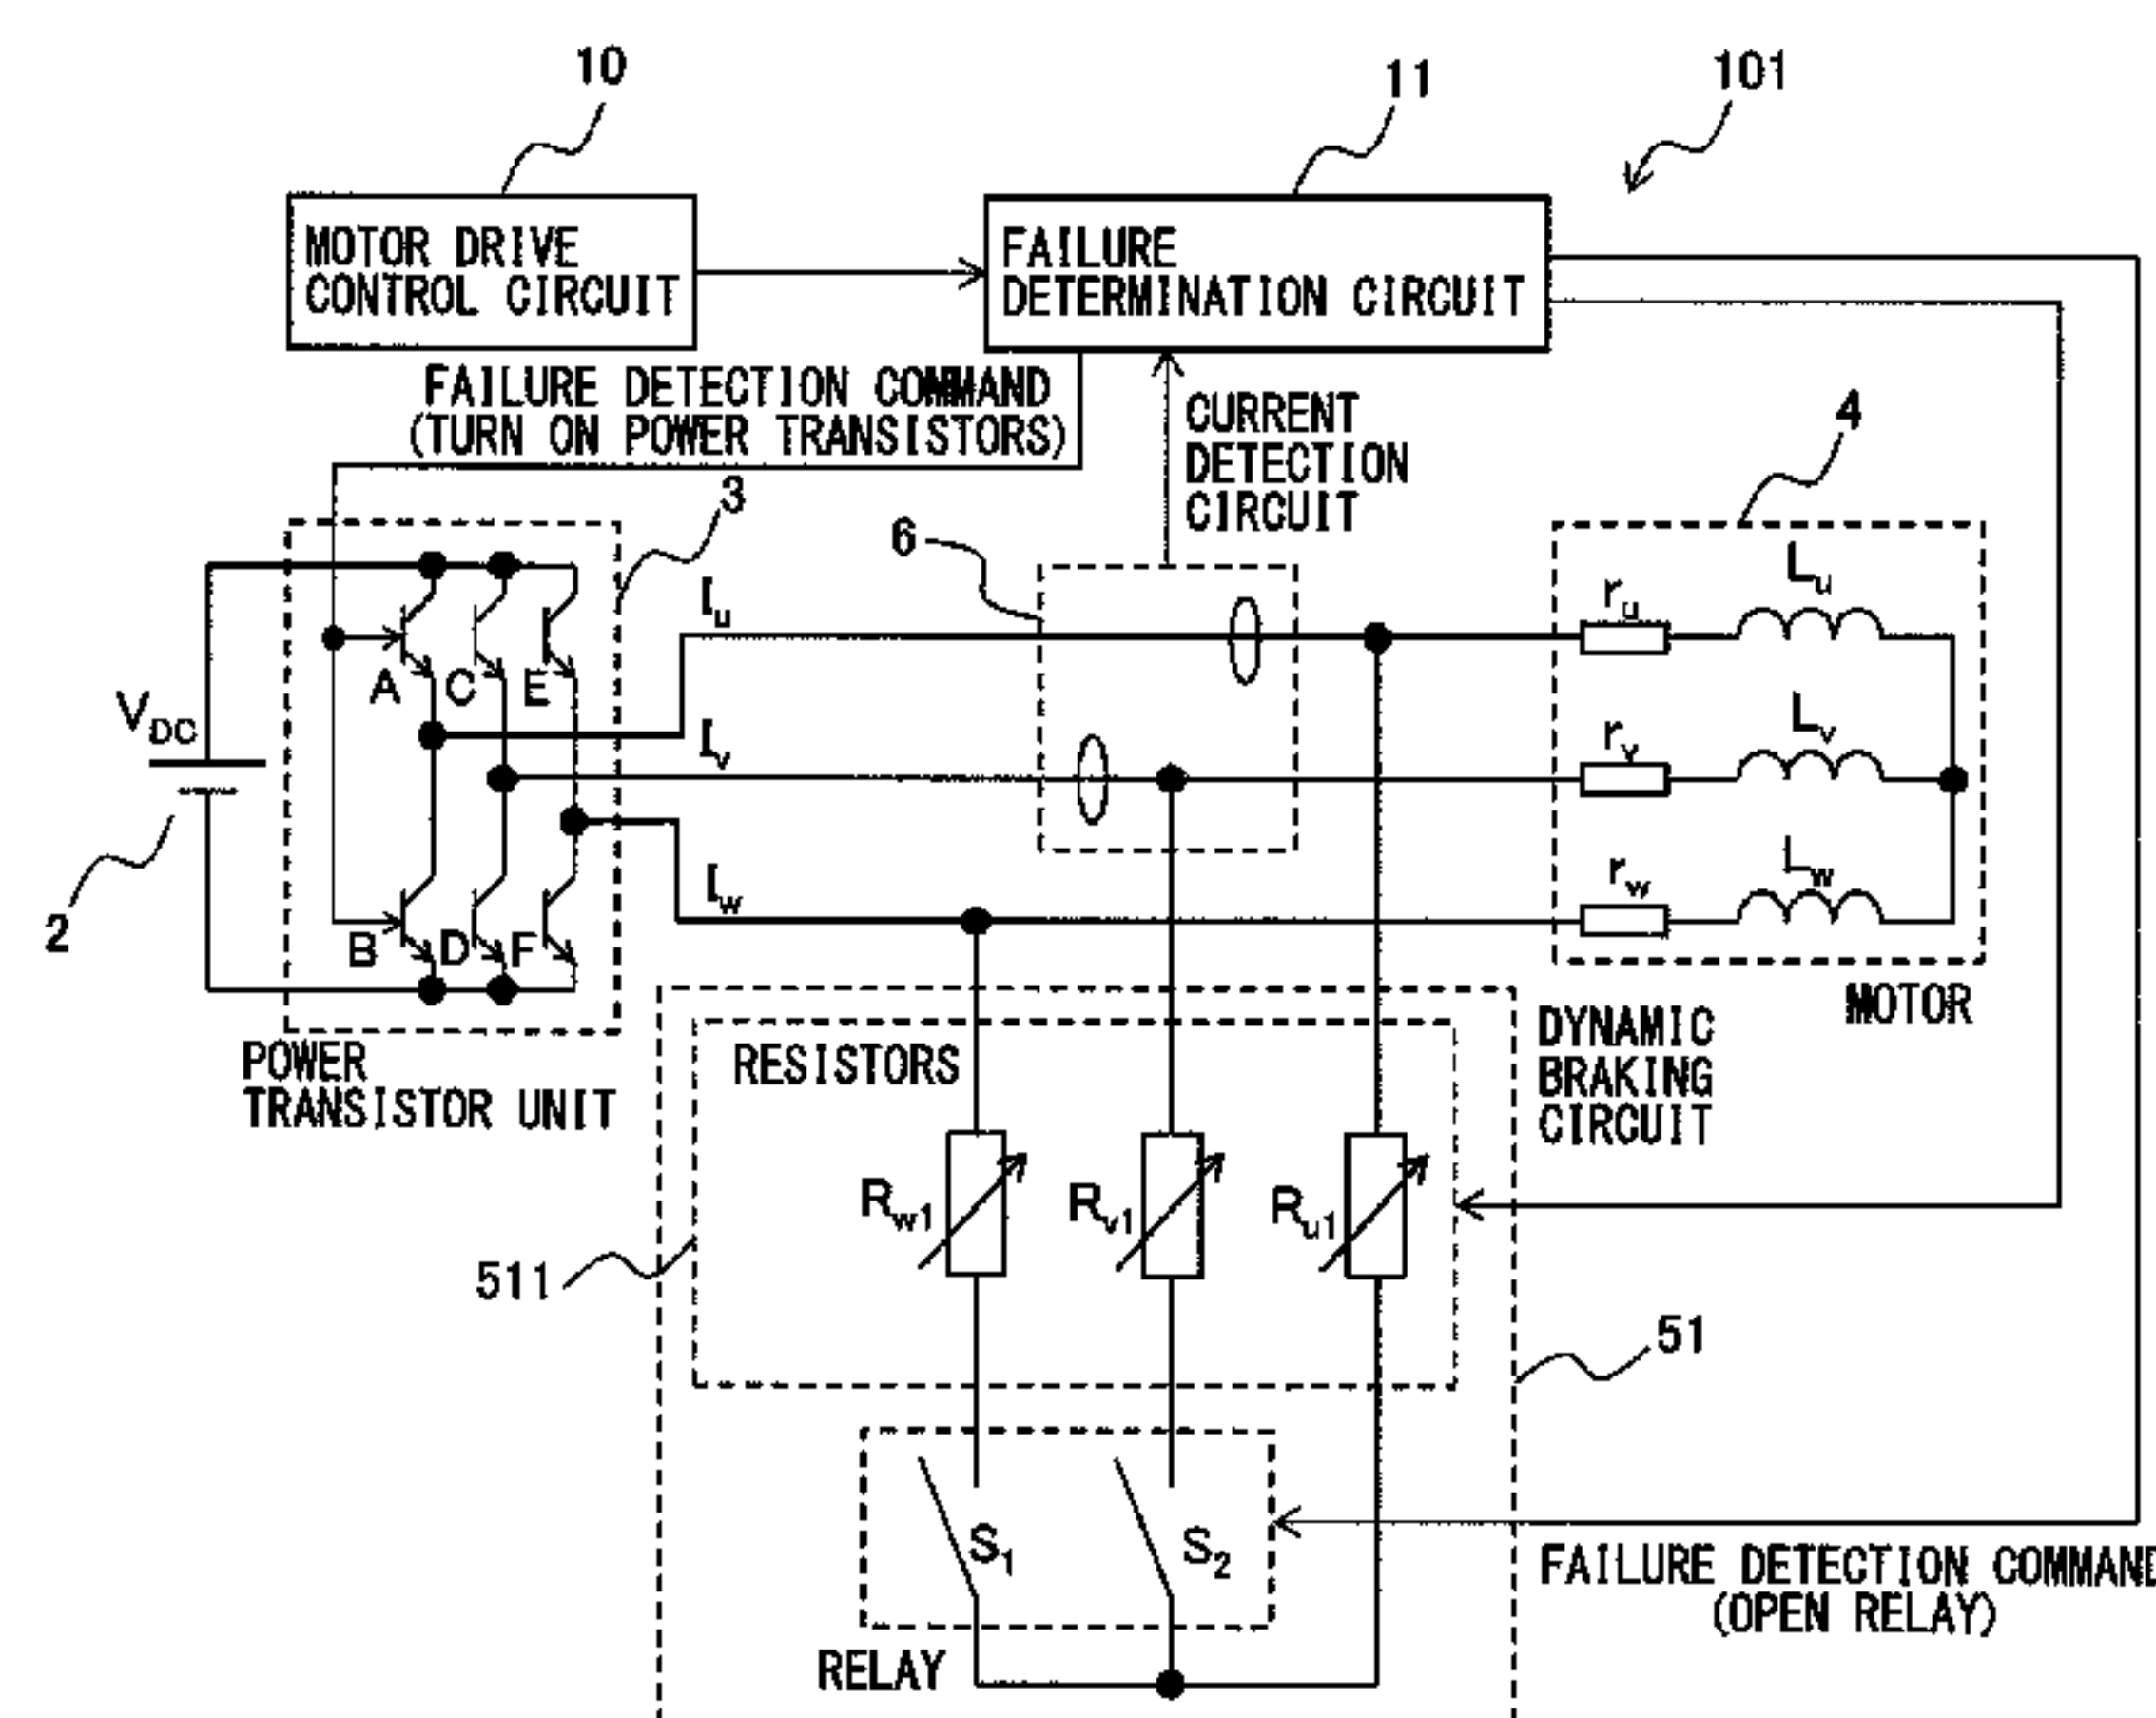 10
11
101
MOTOR DRIVE
CONTROL CIRCUIT
FAILURE
DETERMINATION CIRCUIT
FAILURE DETECTION COMMAND
(TURN ON POWER TRANSISTORS)
CURRENT
DETECTION
CIRCUIT
4
3
6
Iu
ru
Lu
A
C
E
VDC
Iv
rv
Lv
2
Iw
rw
Lw
B
D
F
MOTOR
POWER
TRANSISTOR UNIT
RESISTORS
DYNAMIC
BRAKING
CIRCUIT
Rw1
Rv1
Ru1
511
51
S1
S2
FAILURE DETECTION COMMAND
(OPEN RELAY)
RELAY